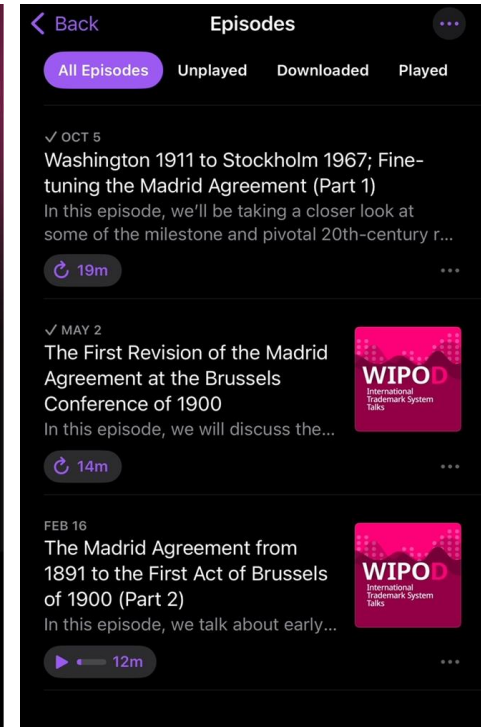 Back
Episodes
All Episodes
Unplayed
Downloaded
Played
OCT 5
Washington 1911 to Stockholm 1967; Fine-
tuning the Madrid Agreement (Part 1)
In this episode, we'll be taking a closer look at
some of the milestone and pivotal 20th-century r...
19m
MAY 2
The First Revision of the Madrid
Agreement at the Brussels
Conference of 1900
In this episode, we will discuss the...
14m
WIPOD
International
Trademark System
Talks
FEB 16
The Madrid Agreement from
1891 to the First Act of Brussels
of 1900 (Part 2)
In this episode, we talk about early...
12m
WIPOD
International
Trademark System
Talks